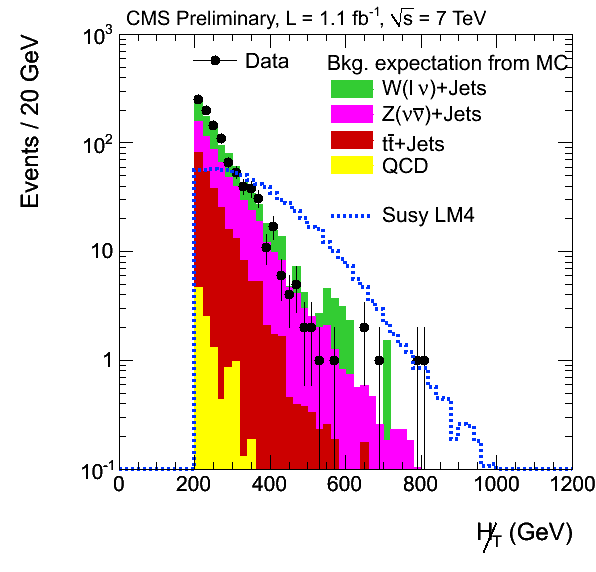 CMS Preliminary, L = 1.1 fb⁻¹, √s = 7 TeV
Events / 20 GeV
Data
Bkg. expectation from MC
W(l ν)+Jets
Z(νν̅)+Jets
tt̅+Jets
QCD
Susy LM4
10³
10²
10
1
10⁻¹
0 200 400 600 800 1000 1200
H̸_T (GeV)